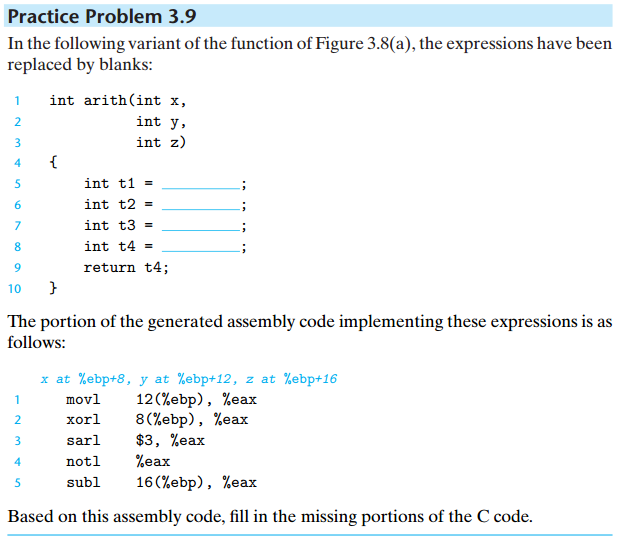 Practice Problem 3.9
In the following variant of the function of Figure 3.8(a), the expressions have been
replaced by blanks:
1 int arith(int x,
2 int y,
3 int z)
4 {
5 int t1 = ________;
6 int t2 = ________;
7 int t3 = ________;
8 int t4 = ________;
9 return t4;
10 }
The portion of the generated assembly code implementing these expressions is as
follows:
x at %ebp+8, y at %ebp+12, z at %ebp+16
1 movl 12(%ebp), %eax
2 xorl 8(%ebp), %eax
3 sarl $3, %eax
4 notl %eax
5 subl 16(%ebp), %eax
Based on this assembly code, fill in the missing portions of the C code.